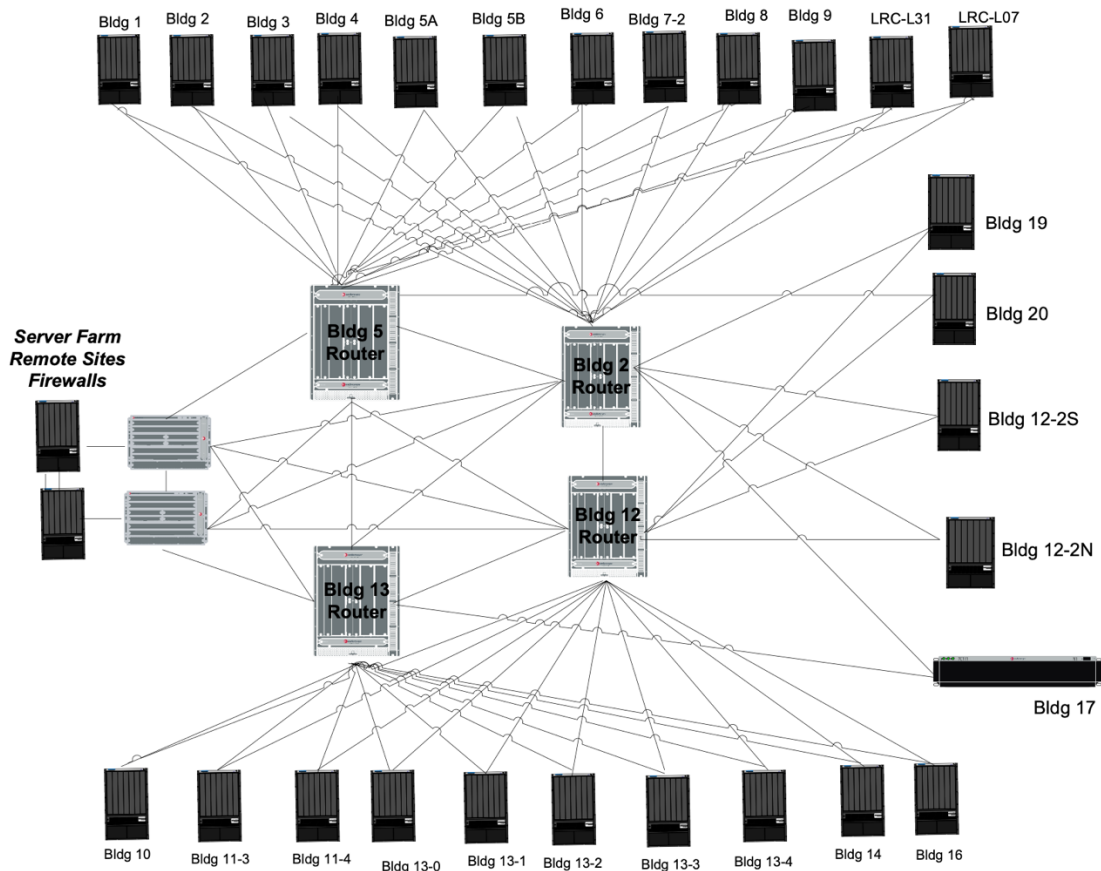 Bldg 1
Bldg 2
Bldg 3
Bldg 4
Bldg 5A
Bldg 5B
Bldg 6
Bldg 7-2
Bldg 8
Bldg 9
LRC-L31
LRC-L07
Bldg 19
Bldg 20
Bldg 5
Router
Bldg 2
Router
Server Farm
Remote Sites
Firewalls
Bldg 12-2S
Bldg 12
Router
Bldg 12-2N
Bldg 13
Router
Bldg 17
Bldg 10
Bldg 11-3
Bldg 11-4
Bldg 13-0
Bldg 13-1
Bldg 13-2
Bldg 13-3
Bldg 13-4
Bldg 14
Bldg 16